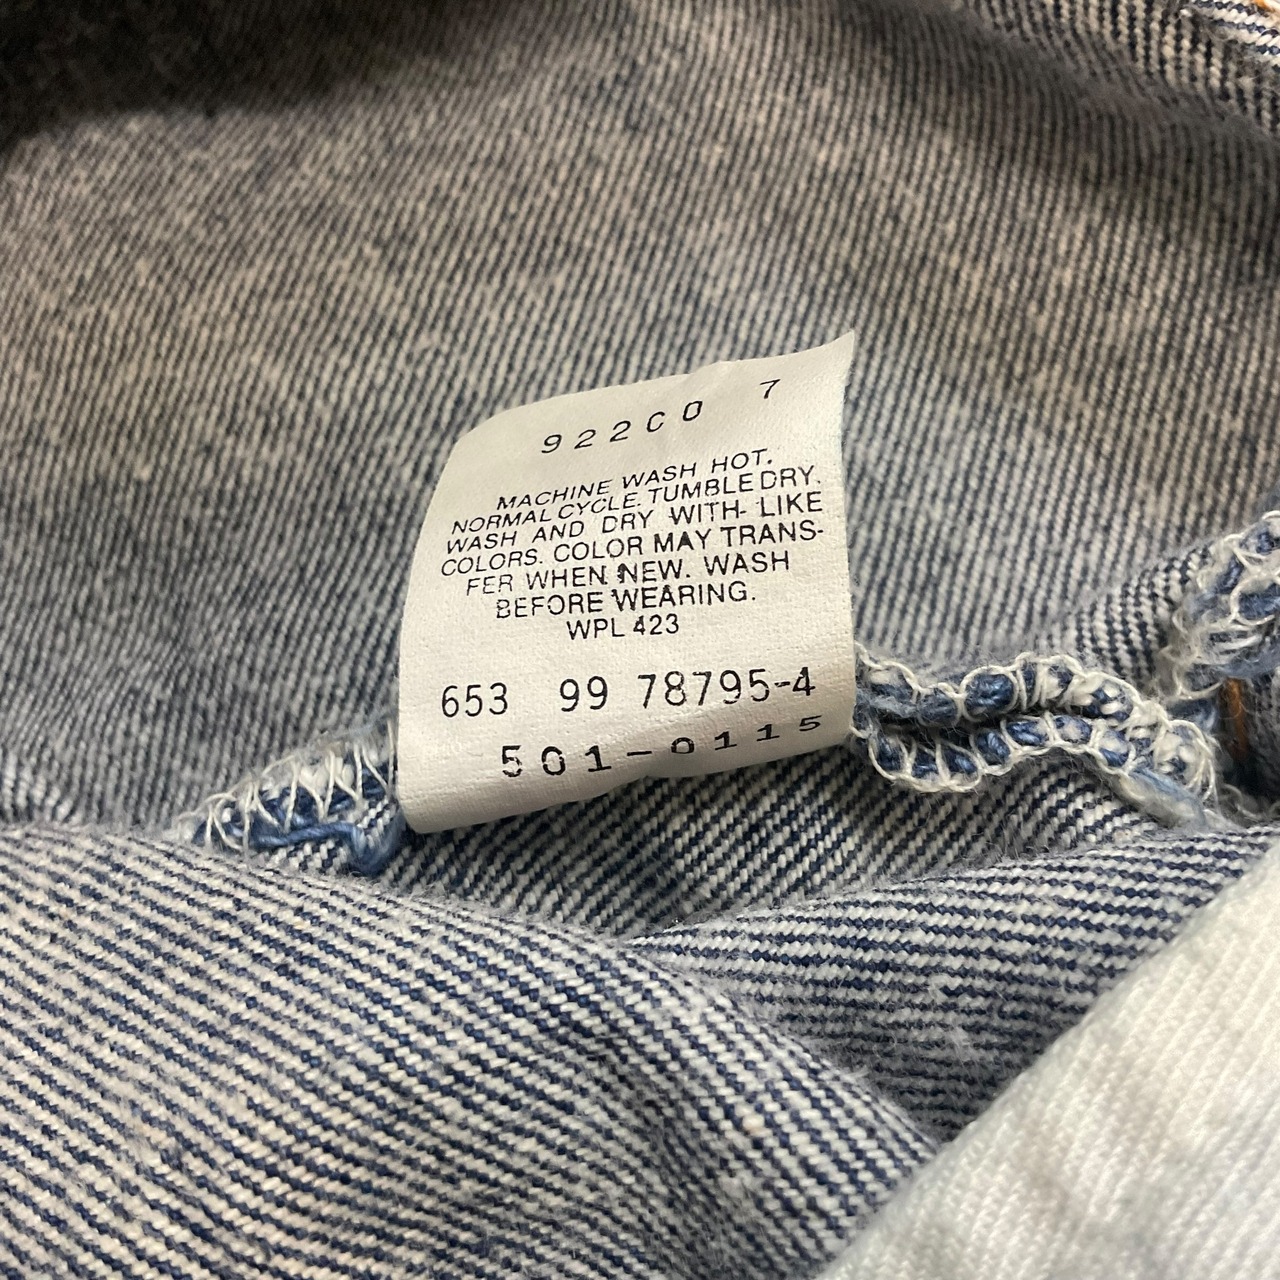 922C0 7
MACHINE WASH HOT.
NORMAL CYCLE. TUMBLE DRY.
WASH AND DRY WITH LIKE
COLORS. COLOR MAY TRANS-
FER WHEN NEW. WASH
BEFORE WEARING.
WPL 423
653 99 78795-4
501-0115